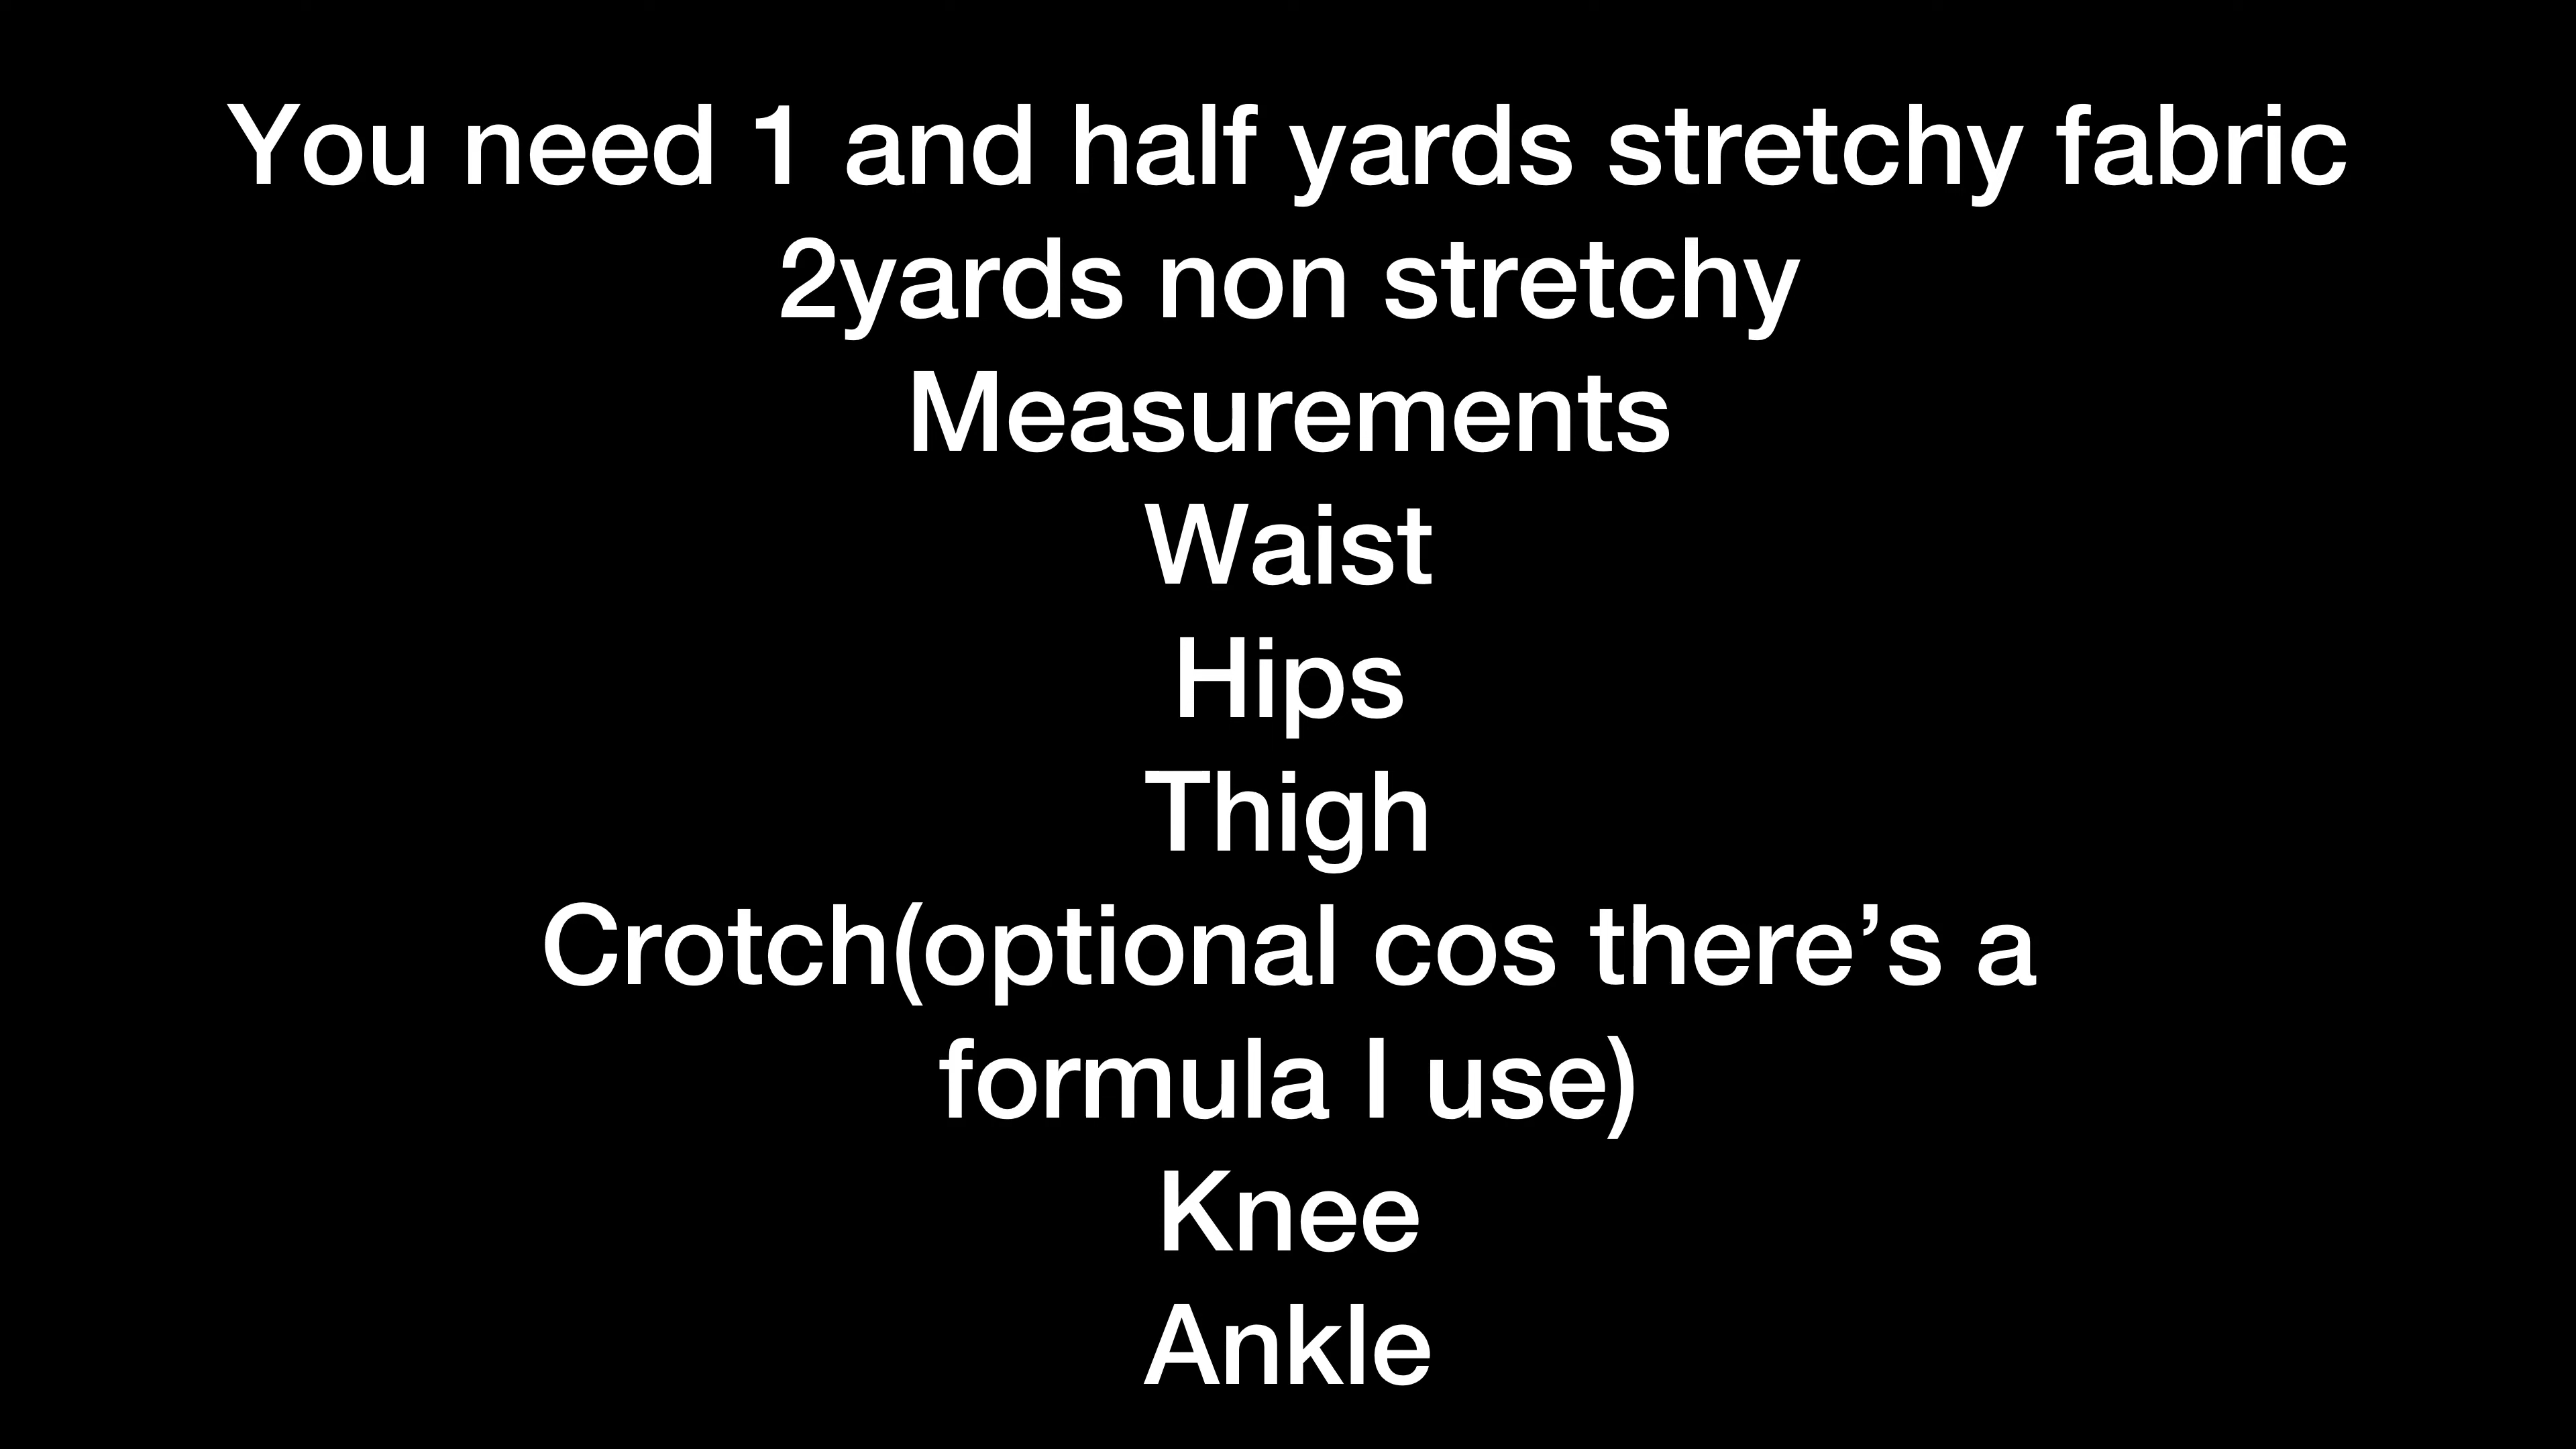 You need 1 and half yards stretchy fabric
2yards non stretchy
Measurements
Waist
Hips
Thigh
Crotch(optional cos there’s a
formula I use)
Knee
Ankle